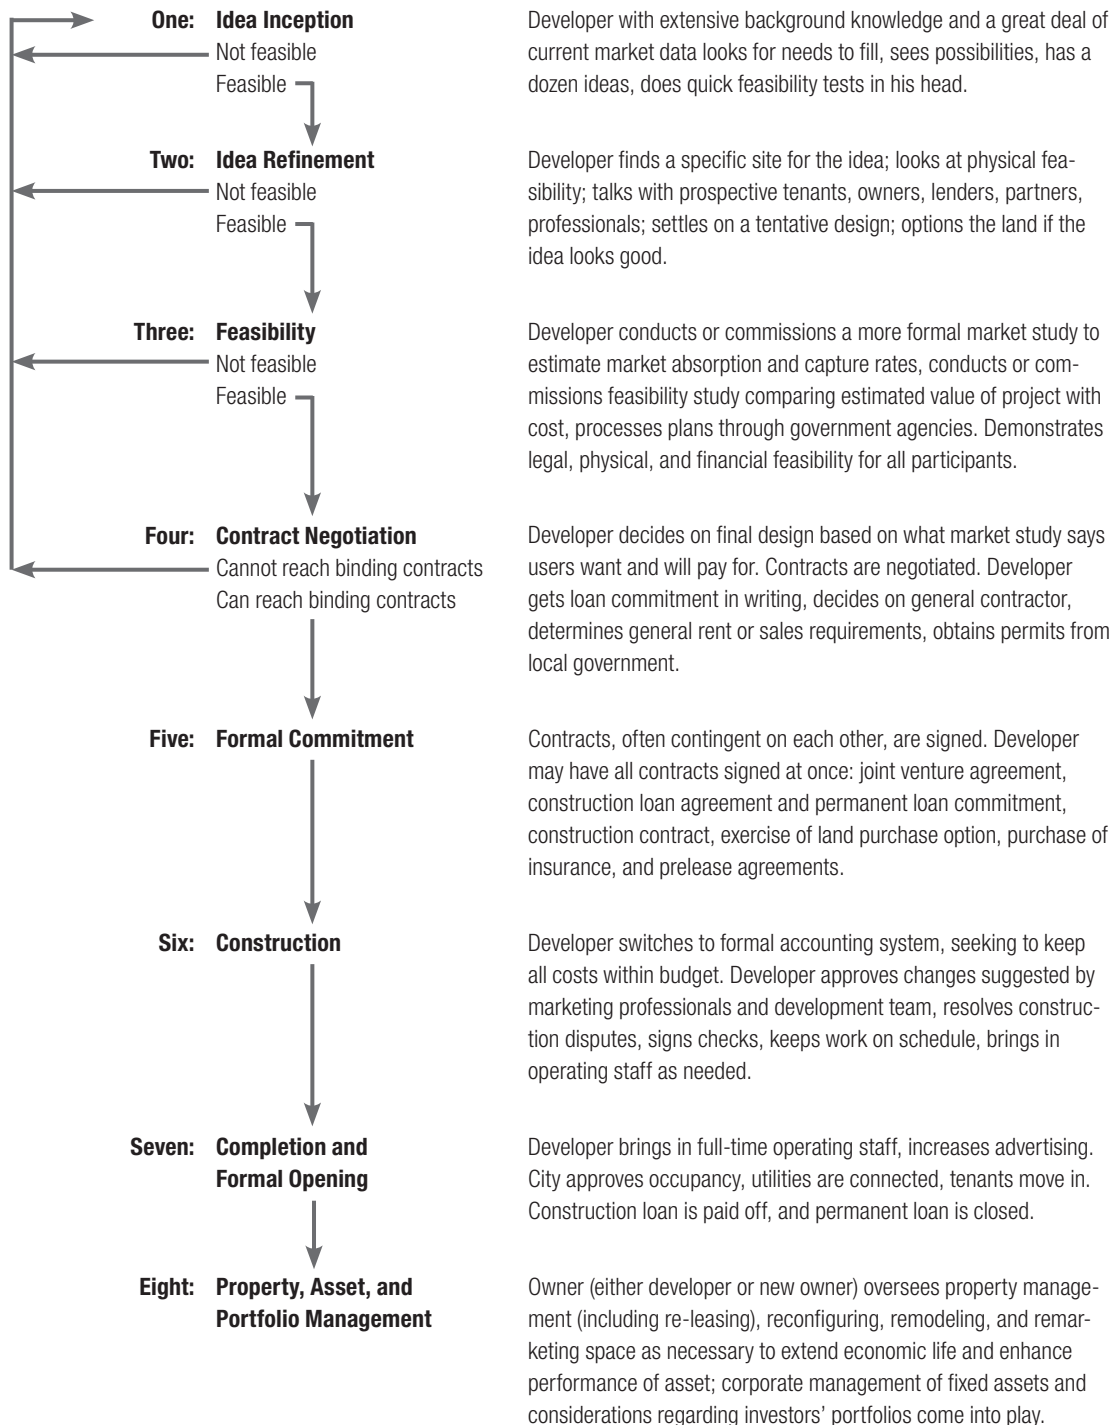 One: Idea Inception
Not feasible
Feasible
Developer with extensive background knowledge and a great deal of
current market data looks for needs to fill, sees possibilities, has a
dozen ideas, does quick feasibility tests in his head.
Two: Idea Refinement
Not feasible
Feasible
Developer finds a specific site for the idea; looks at physical fea-
sibility; talks with prospective tenants, owners, lenders, partners,
professionals; settles on a tentative design; options the land if the
idea looks good.
Three: Feasibility
Not feasible
Feasible
Developer conducts or commissions a more formal market study to
estimate market absorption and capture rates, conducts or com-
missions feasibility study comparing estimated value of project with
cost, processes plans through government agencies. Demonstrates
legal, physical, and financial feasibility for all participants.
Four: Contract Negotiation
Cannot reach binding contracts
Can reach binding contracts
Developer decides on final design based on what market study says
users want and will pay for. Contracts are negotiated. Developer
gets loan commitment in writing, decides on general contractor,
determines general rent or sales requirements, obtains permits from
local government.
Five: Formal Commitment
Contracts, often contingent on each other, are signed. Developer
may have all contracts signed at once: joint venture agreement,
construction loan agreement and permanent loan commitment,
construction contract, exercise of land purchase option, purchase of
insurance, and prelease agreements.
Six: Construction
Developer switches to formal accounting system, seeking to keep
all costs within budget. Developer approves changes suggested by
marketing professionals and development team, resolves construc-
tion disputes, signs checks, keeps work on schedule, brings in
operating staff as needed.
Seven: Completion and
Formal Opening
Developer brings in full-time operating staff, increases advertising.
City approves occupancy, utilities are connected, tenants move in.
Construction loan is paid off, and permanent loan is closed.
Eight: Property, Asset, and
Portfolio Management
Owner (either developer or new owner) oversees property manage-
ment (including re-leasing), reconfiguring, remodeling, and remar-
keting space as necessary to extend economic life and enhance
performance of asset; corporate management of fixed assets and
considerations regarding investors' portfolios come into play.